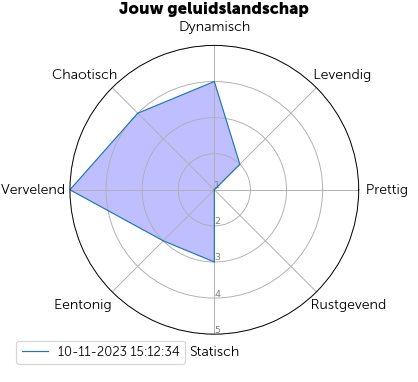 Jouw geluidslandschap
Dynamisch
Chaotisch
Levendig
Vervelend
1
Prettig
2
3
4
Eentonig
Rustgevend
5
10-11-2023 15:12:34
Statisch